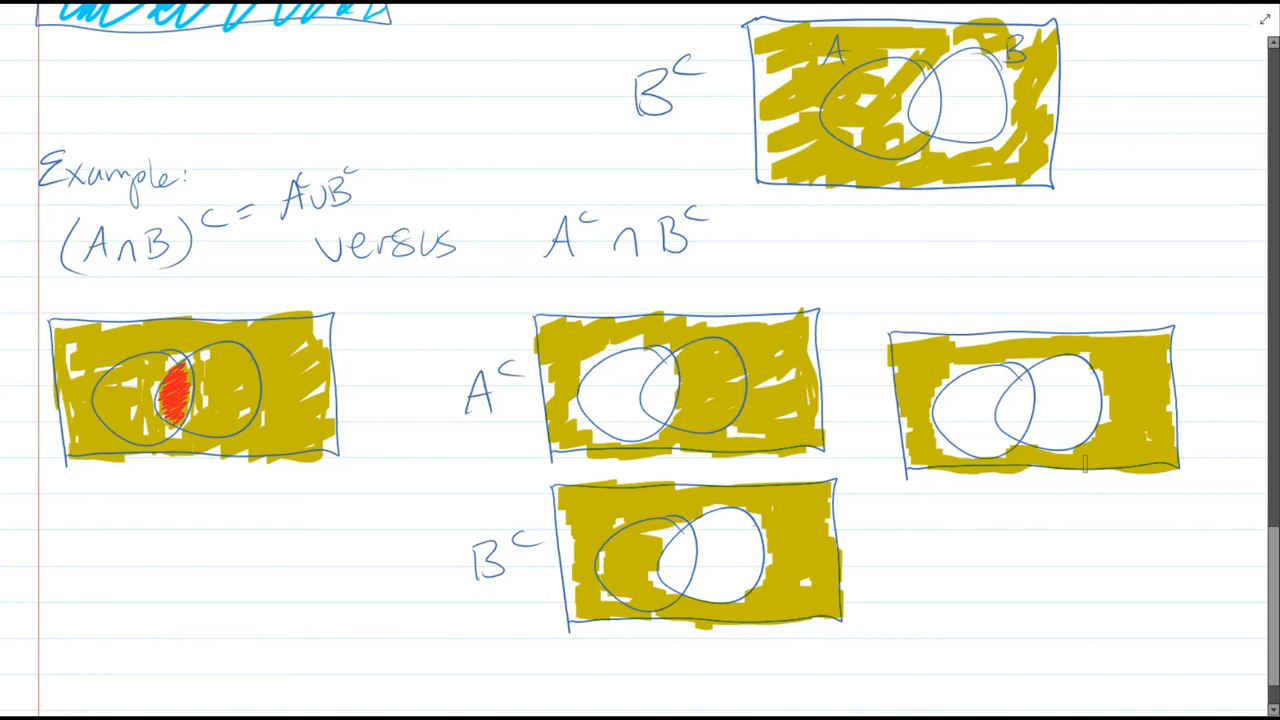 A B
B^C
Example:
(A∩B)^C = A^C∪B^C versus A^C ∩ B^C
A^C
B^C